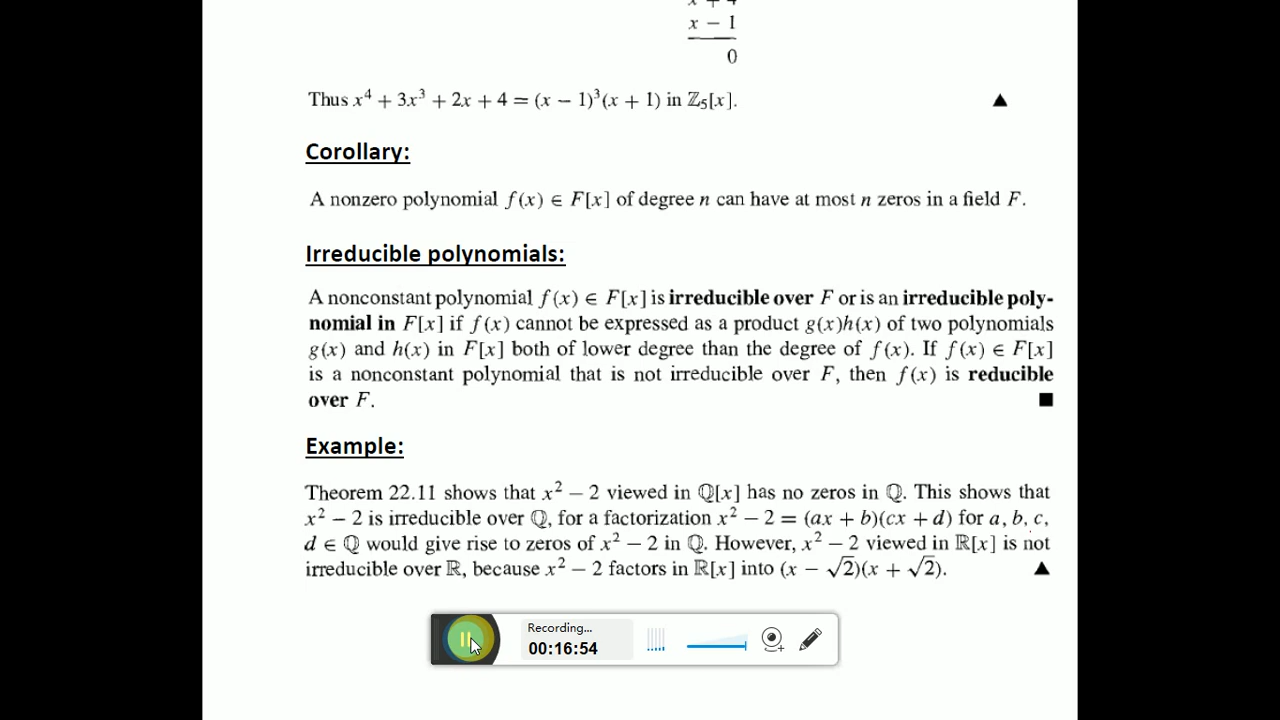 x + 4
x − 1
0
Thus x⁴ + 3x³ + 2x + 4 = (x − 1)³(x + 1) in ℤ₅[x]. ▲
Corollary:
A nonzero polynomial f(x) ∈ F[x] of degree n can have at most n zeros in a field F.
Irreducible polynomials:
A nonconstant polynomial f(x) ∈ F[x] is irreducible over F or is an irreducible poly-
nomial in F[x] if f(x) cannot be expressed as a product g(x)h(x) of two polynomials
g(x) and h(x) in F[x] both of lower degree than the degree of f(x). If f(x) ∈ F[x]
is a nonconstant polynomial that is not irreducible over F, then f(x) is reducible
over F. ■
Example:
Theorem 22.11 shows that x² − 2 viewed in ℚ[x] has no zeros in ℚ. This shows that
x² − 2 is irreducible over ℚ, for a factorization x² − 2 = (ax + b)(cx + d) for a, b, c,
d ∈ ℚ would give rise to zeros of x² − 2 in ℚ. However, x² − 2 viewed in ℝ[x] is not
irreducible over ℝ, because x² − 2 factors in ℝ[x] into (x − √2)(x + √2). ▲
Recording...
00:16:54